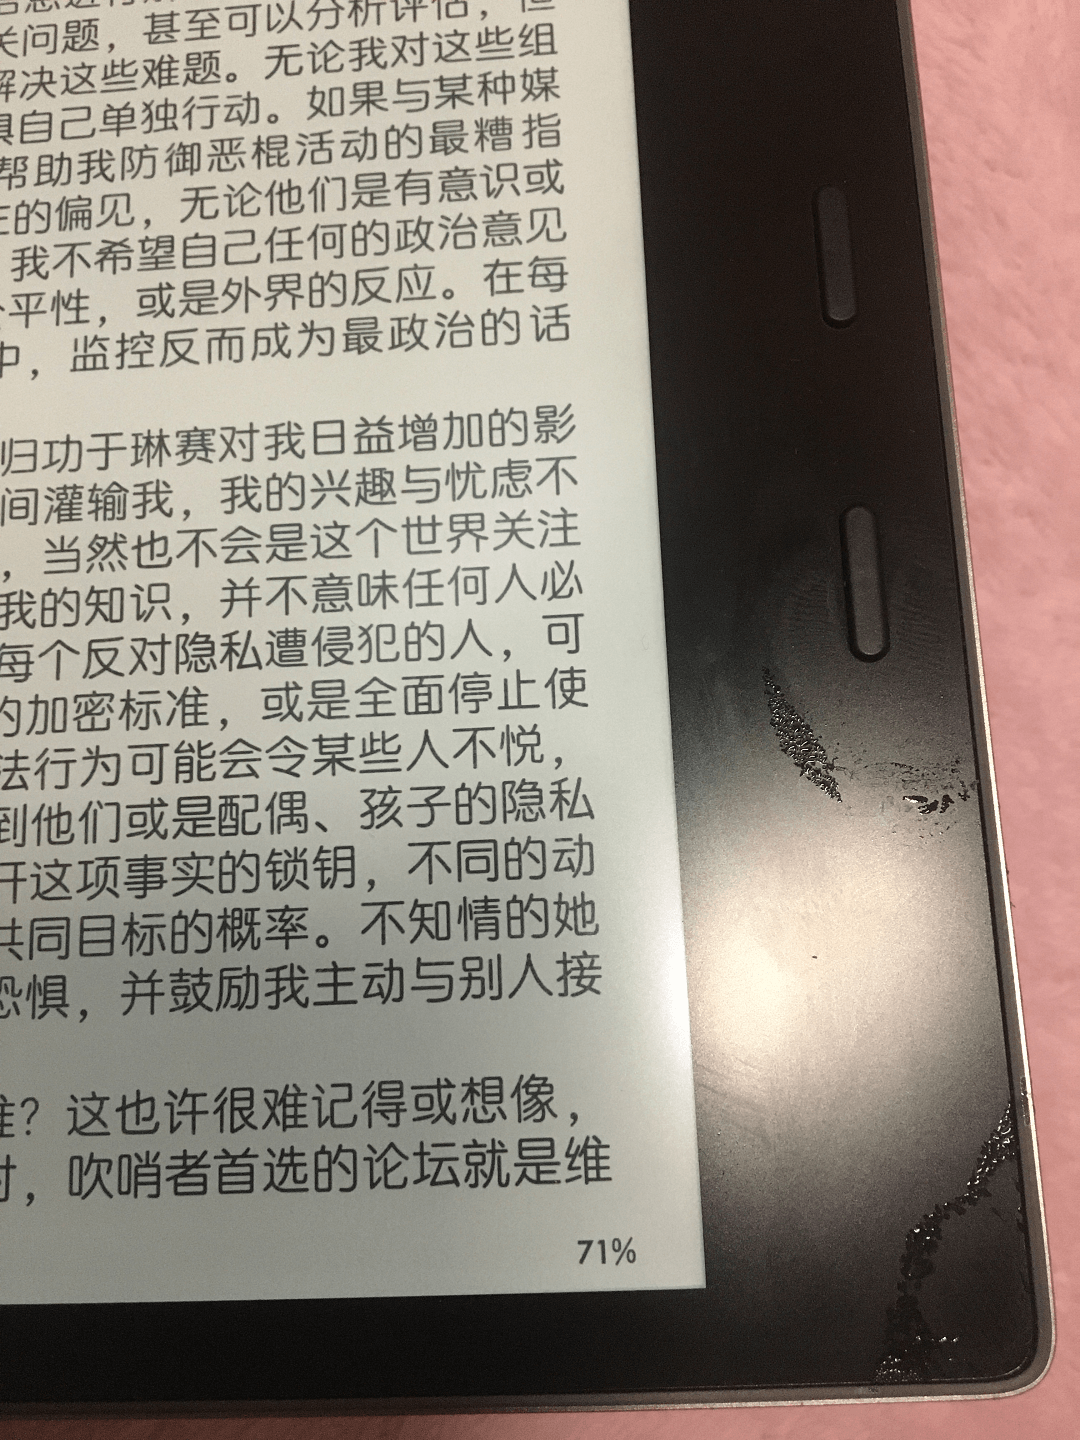 关问题，甚至可以分析评估，但
解决这些难题。无论我对这些组
惧自己单独行动。如果与某种媒
帮助我防御恶棍活动的最糟指
在的偏见，无论他们是有意识或
我不希望自己任何的政治意见
公平性，或是外界的反应。在每
中，监控反而成为最政治的话
归功于琳赛对我日益增加的影
间灌输我，我的兴趣与忧虑不
，当然也不会是这个世界关注
我的知识，并不意味任何人必
每个反对隐私遭侵犯的人，可
的加密标准，或是全面停止使
法行为可能会令某些人不悦，
到他们或是配偶、孩子的隐私
开这项事实的锁钥，不同的动
共同目标的概率。不知情的她
恐惧，并鼓励我主动与别人接
谁？这也许很难记得或想像，
时，吹哨者首选的论坛就是维
71%